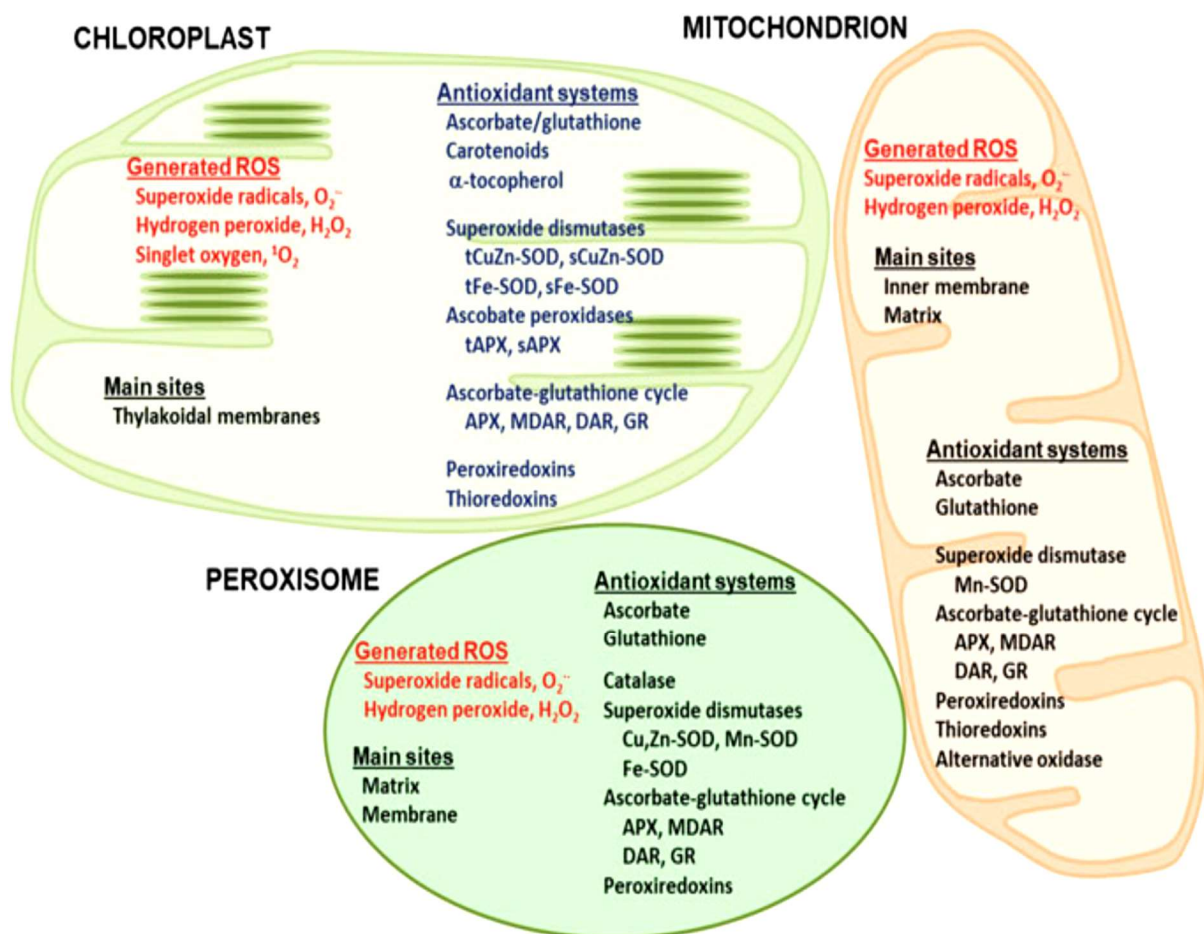 CHLOROPLAST
Generated ROS
Superoxide radicals, O₂·⁻
Hydrogen peroxide, H₂O₂
Singlet oxygen, ¹O₂
Main sites
Thylakoidal membranes
Antioxidant systems
Ascorbate/glutathione
Carotenoids
α-tocopherol
Superoxide dismutases
tCuZn-SOD, sCuZn-SOD
tFe-SOD, sFe-SOD
Ascobate peroxidases
tAPX, sAPX
Ascorbate-glutathione cycle
APX, MDAR, DAR, GR
Peroxiredoxins
Thioredoxins
MITOCHONDRION
Generated ROS
Superoxide radicals, O₂·⁻
Hydrogen peroxide, H₂O₂
Main sites
Inner membrane
Matrix
Antioxidant systems
Ascorbate
Glutathione
Superoxide dismutase
Mn-SOD
Ascorbate-glutathione cycle
APX, MDAR
DAR, GR
Peroxiredoxins
Thioredoxins
Alternative oxidase
PEROXISOME
Generated ROS
Superoxide radicals, O₂·⁻
Hydrogen peroxide, H₂O₂
Main sites
Matrix
Membrane
Antioxidant systems
Ascorbate
Glutathione
Catalase
Superoxide dismutases
Cu,Zn-SOD, Mn-SOD
Fe-SOD
Ascorbate-glutathione cycle
APX, MDAR
DAR, GR
Peroxiredoxins